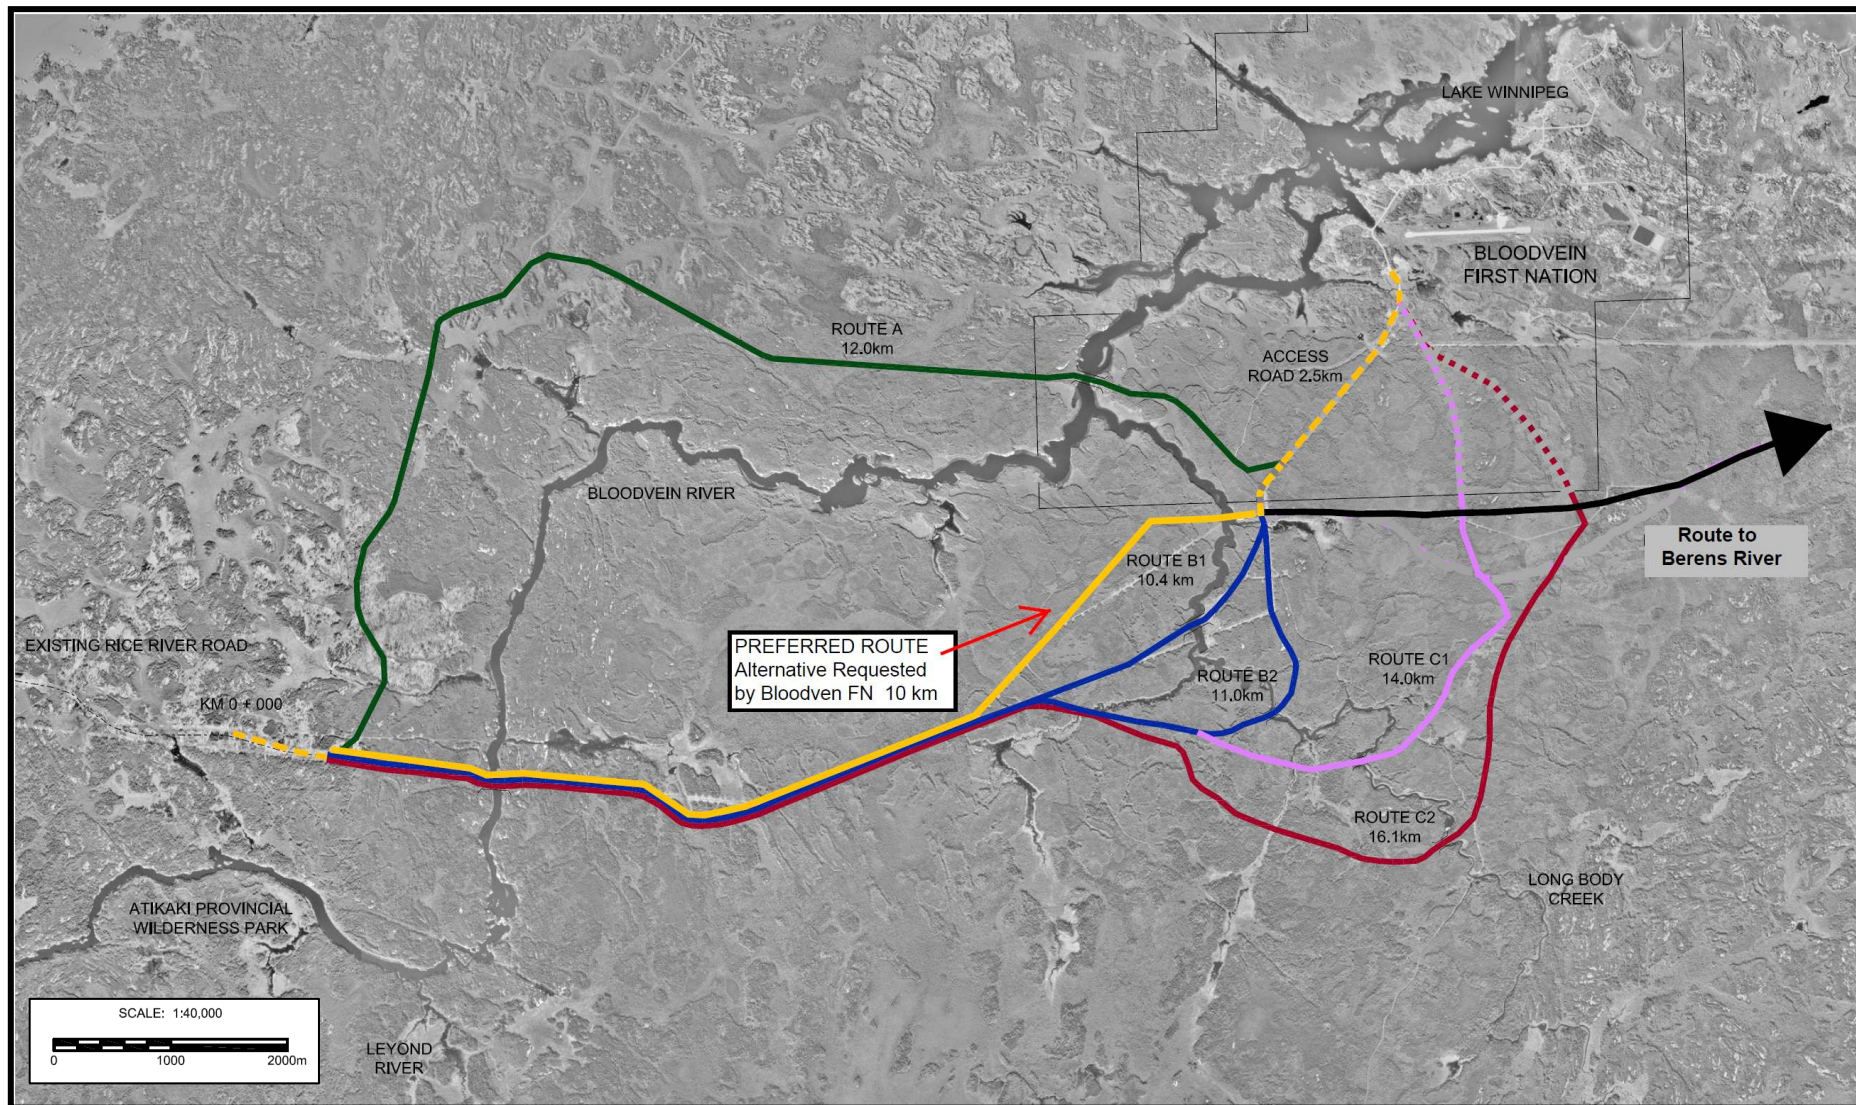 LAKE WINNIPEG
BLOODVEIN
FIRST NATION
ROUTE A
12.0km
ACCESS
ROAD 2.5km
BLOODVEIN RIVER
Route to
Berens River
ROUTE B1
10.4 km
EXISTING RICE RIVER ROAD
PREFERRED ROUTE
Alternative Requested
by Bloodven FN 10 km
ROUTE B2
11.0km
ROUTE C1
14.0km
KM 0 + 000
ROUTE C2
16.1km
LONG BODY
CREEK
ATIKAKI PROVINCIAL
WILDERNESS PARK
SCALE: 1:40,000
0 1000 2000m
LEYOND
RIVER